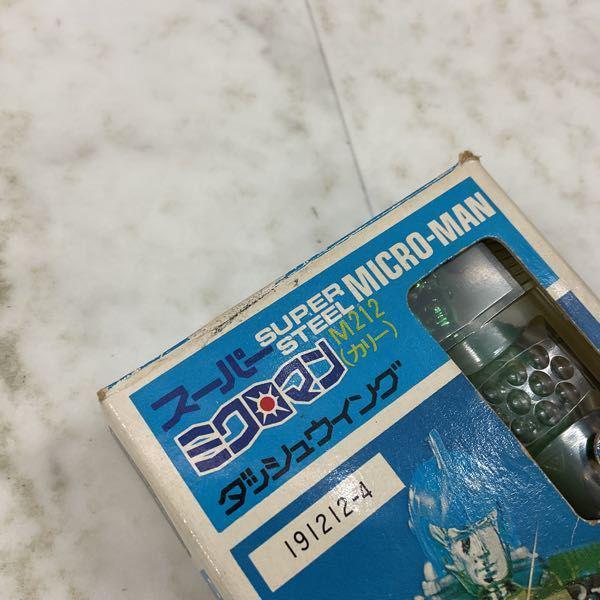 SUPER
STEEL MICRO-MAN
スーパー
ミクロマン M212
(カリー)
ダッシュウイング
191212-4